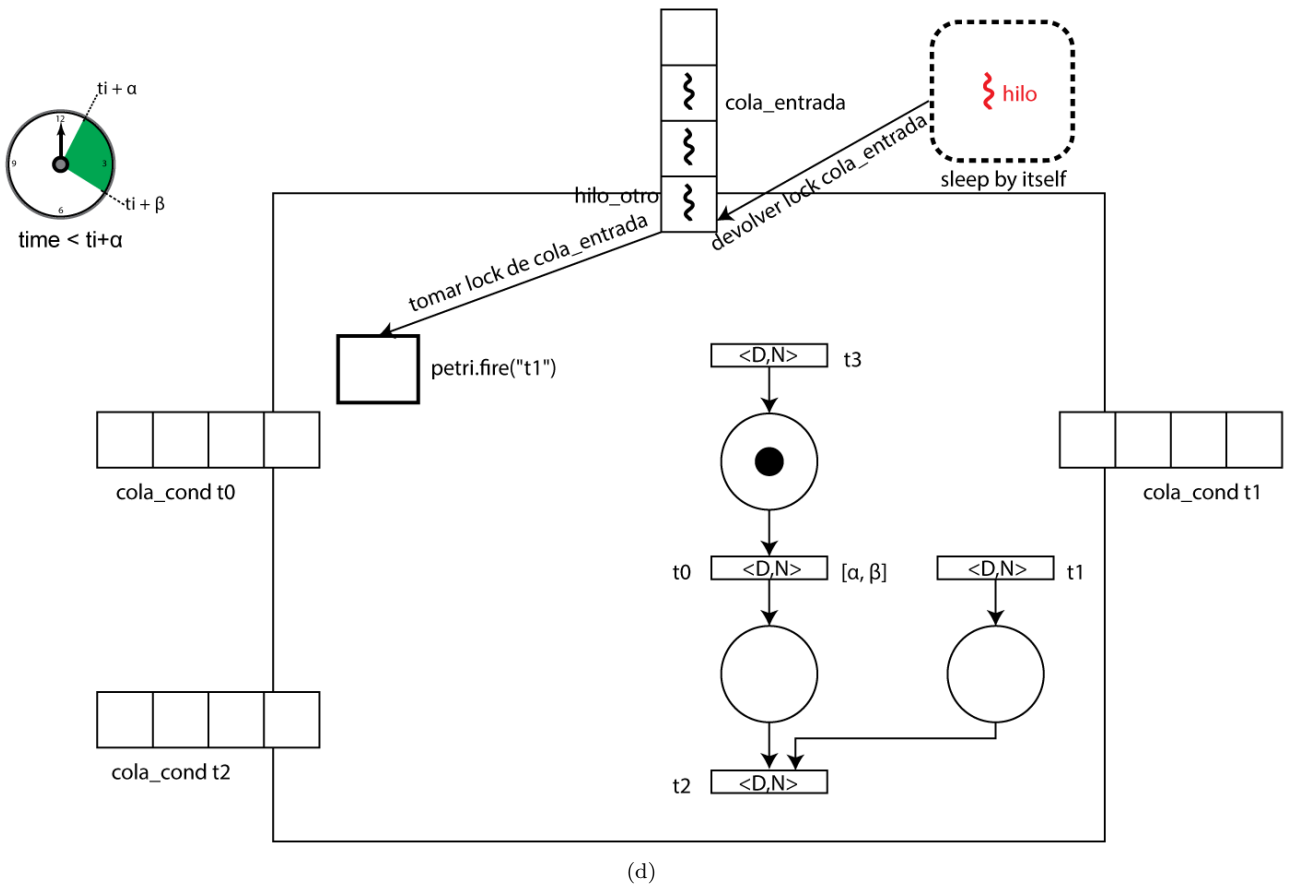 ti + α
12
9
3
6
ti + β
time < ti+α
cola_entrada
hilo
sleep by itself
hilo_otro
devolver lock cola_entrada
tomar lock de cola_entrada
petri.fire("t1")
<D,N>
t3
cola_cond t0
cola_cond t1
t0
<D,N>
[α, β]
<D,N>
t1
cola_cond t2
t2
<D,N>
(d)